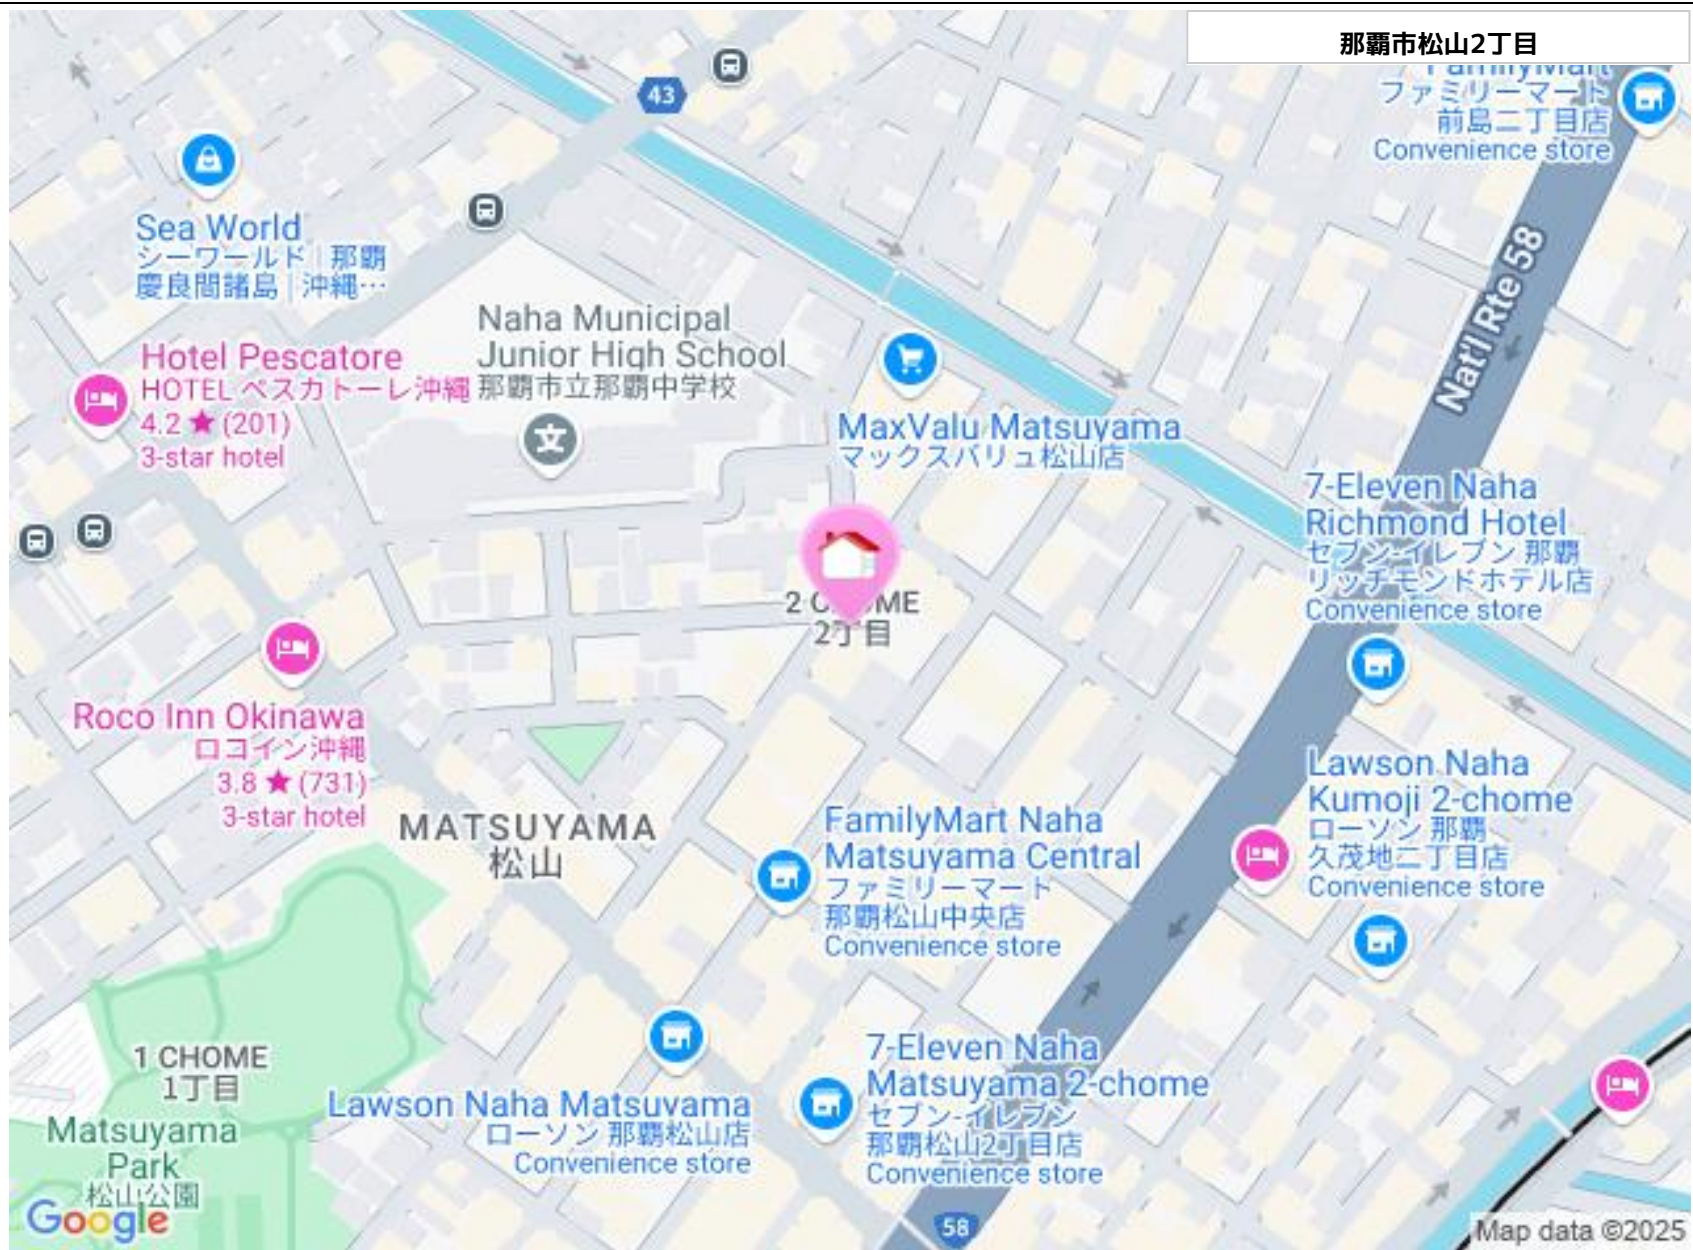 那覇市松山2丁目
43
FamilyMart
ファミリーマート
前島二丁目店
Convenience store
Sea World
シーワールド | 那覇
慶良間諸島 | 沖縄…
Nat'l Rte 58
Naha Municipal
Junior High School
那覇市立那覇中学校
Hotel Pescatore
HOTEL ペスカトーレ沖縄
4.2 ★ (201)
3-star hotel
文
MaxValu Matsuyama
マックスバリュ松山店
7-Eleven Naha
Richmond Hotel
セブン-イレブン 那覇
リッチモンドホテル店
Convenience store
2 CHOME
2丁目
Roco Inn Okinawa
ロコイン沖縄
3.8 ★ (731)
3-star hotel
MATSUYAMA
松山
FamilyMart Naha
Matsuyama Central
ファミリーマート
那覇松山中央店
Convenience store
Lawson Naha
Kumoji 2-chome
ローソン 那覇
久茂地二丁目店
Convenience store
1 CHOME
1丁目
Matsuyama
Park
松山公園
Lawson Naha Matsuyama
ローソン 那覇松山店
Convenience store
7-Eleven Naha
Matsuyama 2-chome
セブン-イレブン
那覇松山2丁目店
Convenience store
58
Google
Map data ©2025